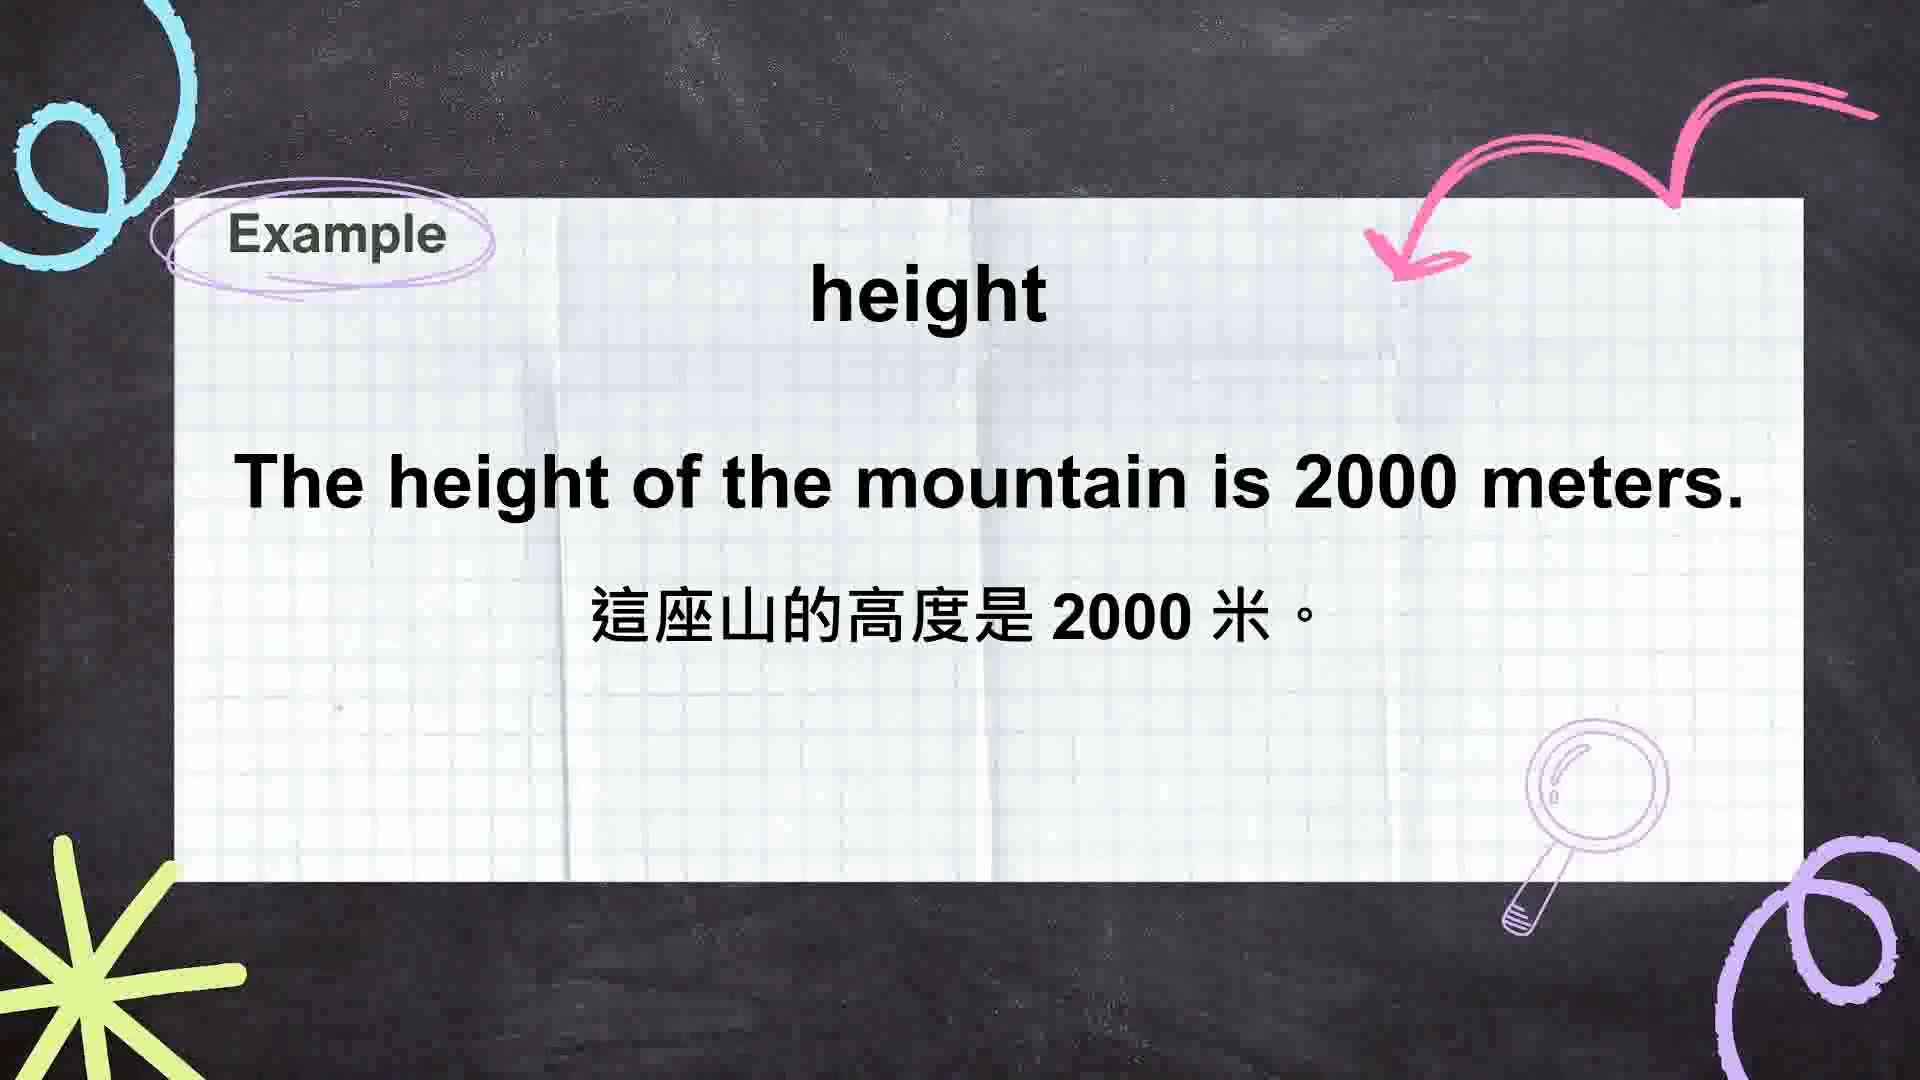 Example
height
The height of the mountain is 2000 meters.
這座山的高度是 2000 米。